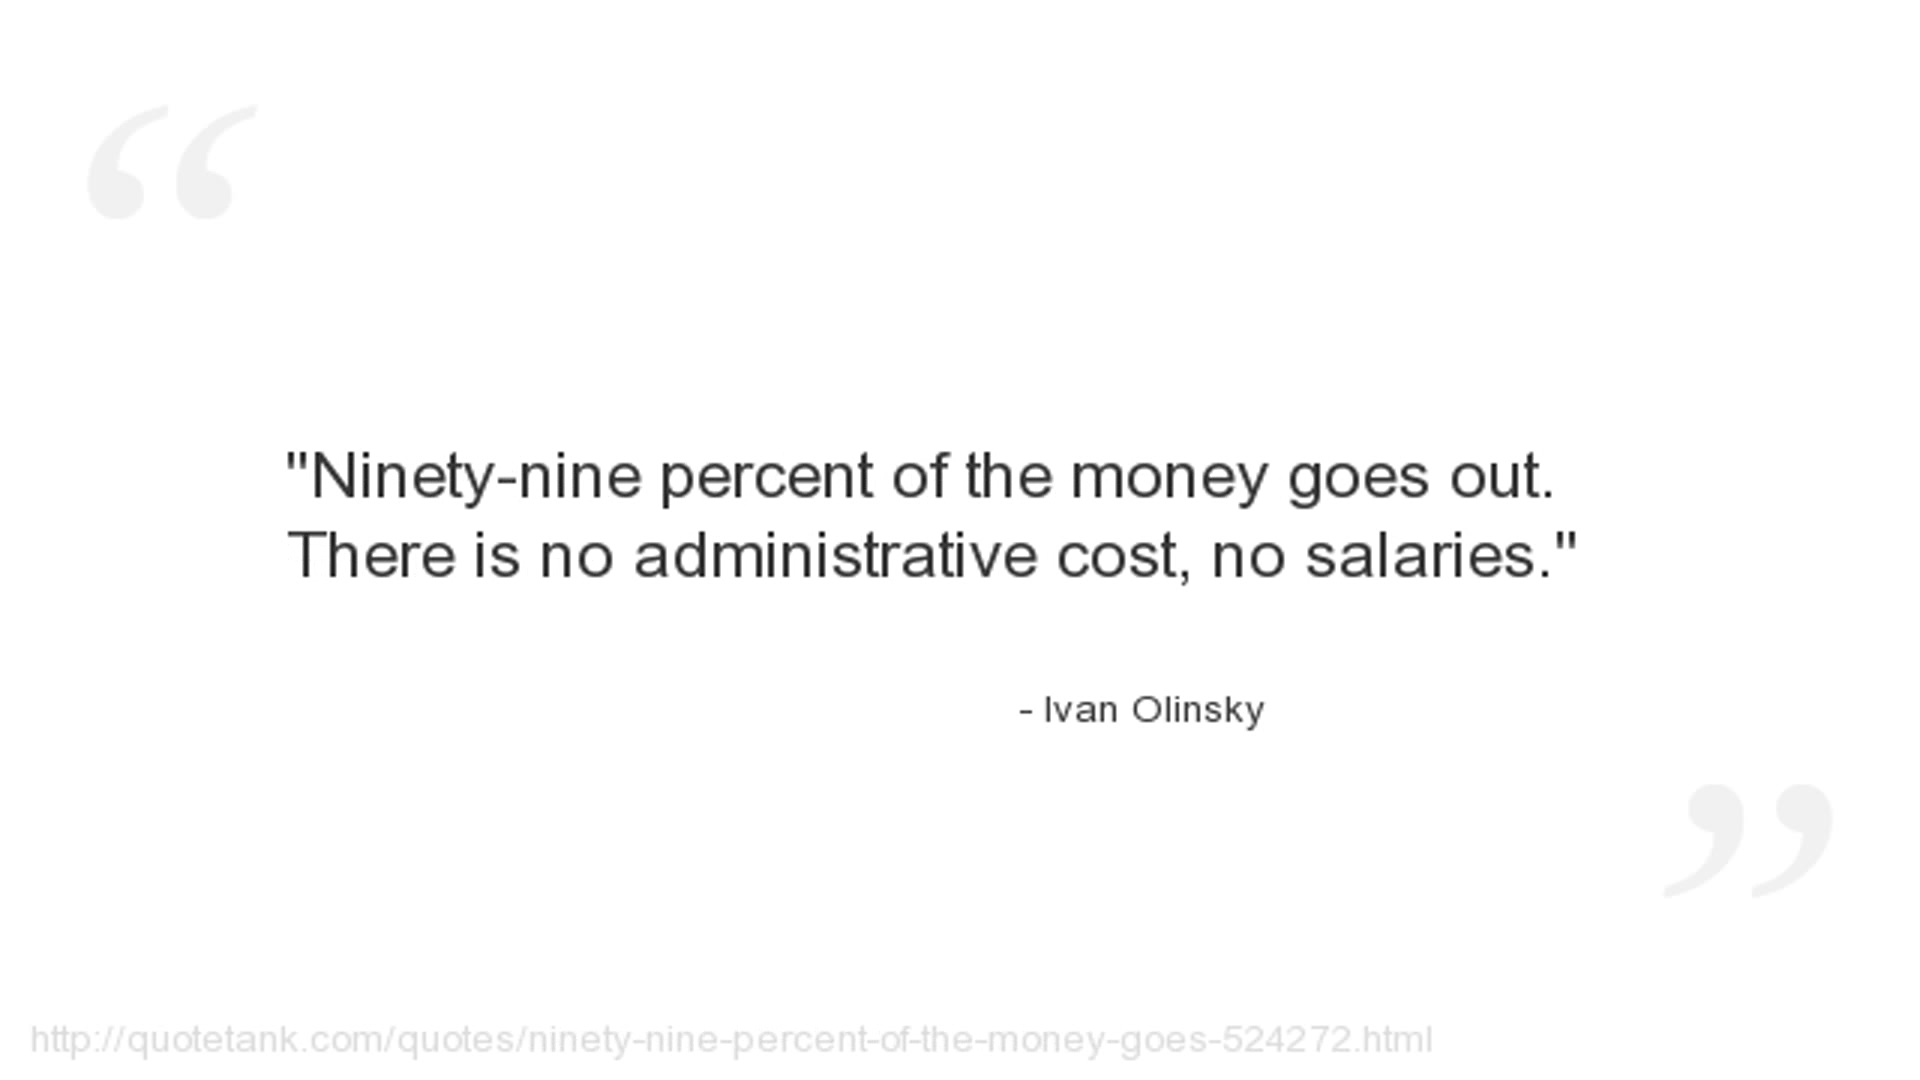 "Ninety-nine percent of the money goes out.
There is no administrative cost, no salaries."
- Ivan Olinsky
http://quotetank.com/quotes/ninety-nine-percent-of-the-money-goes-524272.html